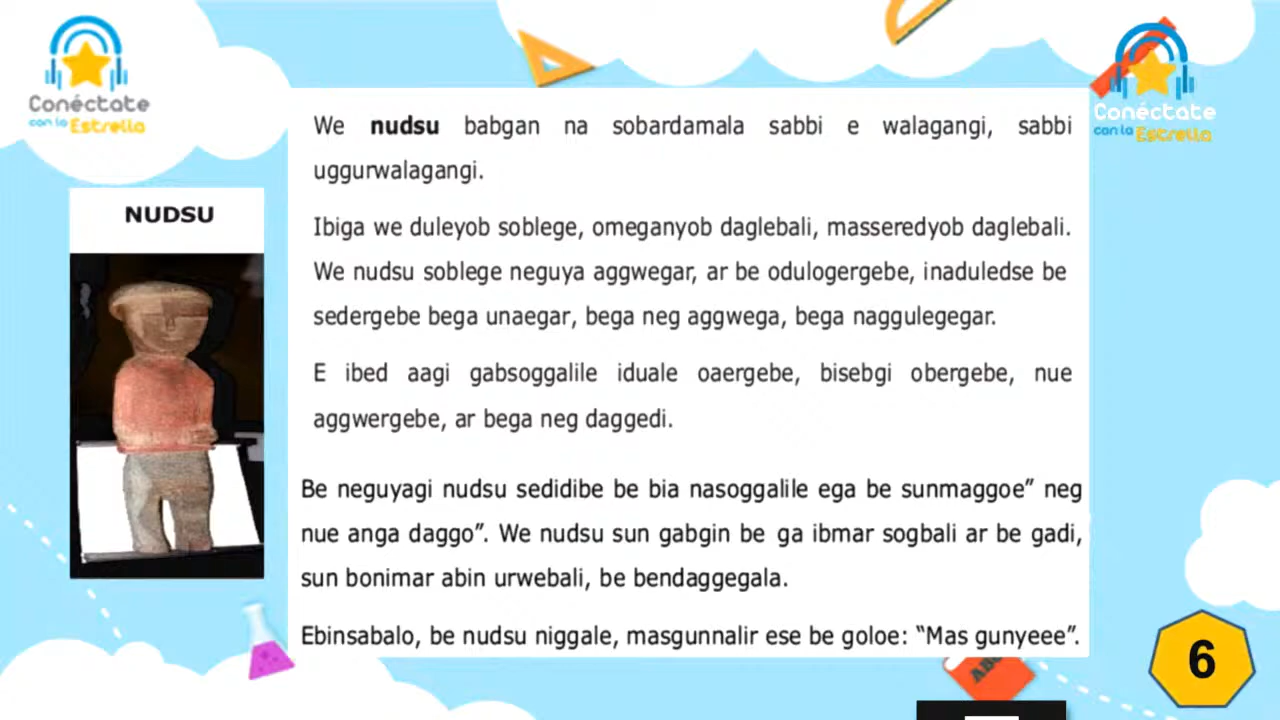 Conéctate
con la Estrella
Conéctate
con la Estrella
NUDSU
We nudsu babgan na sobardamala sabbi e walagangi, sabbi
uggurwalagangi.
Ibiga we duleyob soblege, omeganyob daglebali, masseredyob daglebali.
We nudsu soblege neguya aggwegar, ar be odulogergebe, inaduledse be
sedergebe bega unaegar, bega neg aggwega, bega naggulegegar.
E ibed aagi gabsoggalile iduale oaergebe, bisebgi obergebe, nue
aggwergebe, ar bega neg daggedi.
Be neguyagi nudsu sedidibe be bia nasoggalile ega be sunmaggoe” neg
nue anga daggo”. We nudsu sun gabgin be ga ibmar sogbali ar be gadi,
sun bonimar abin urwebali, be bendaggegala.
Ebinsabalo, be nudsu niggale, masgunnalir ese be goloe: “Mas gunyeee”.
ABC
6